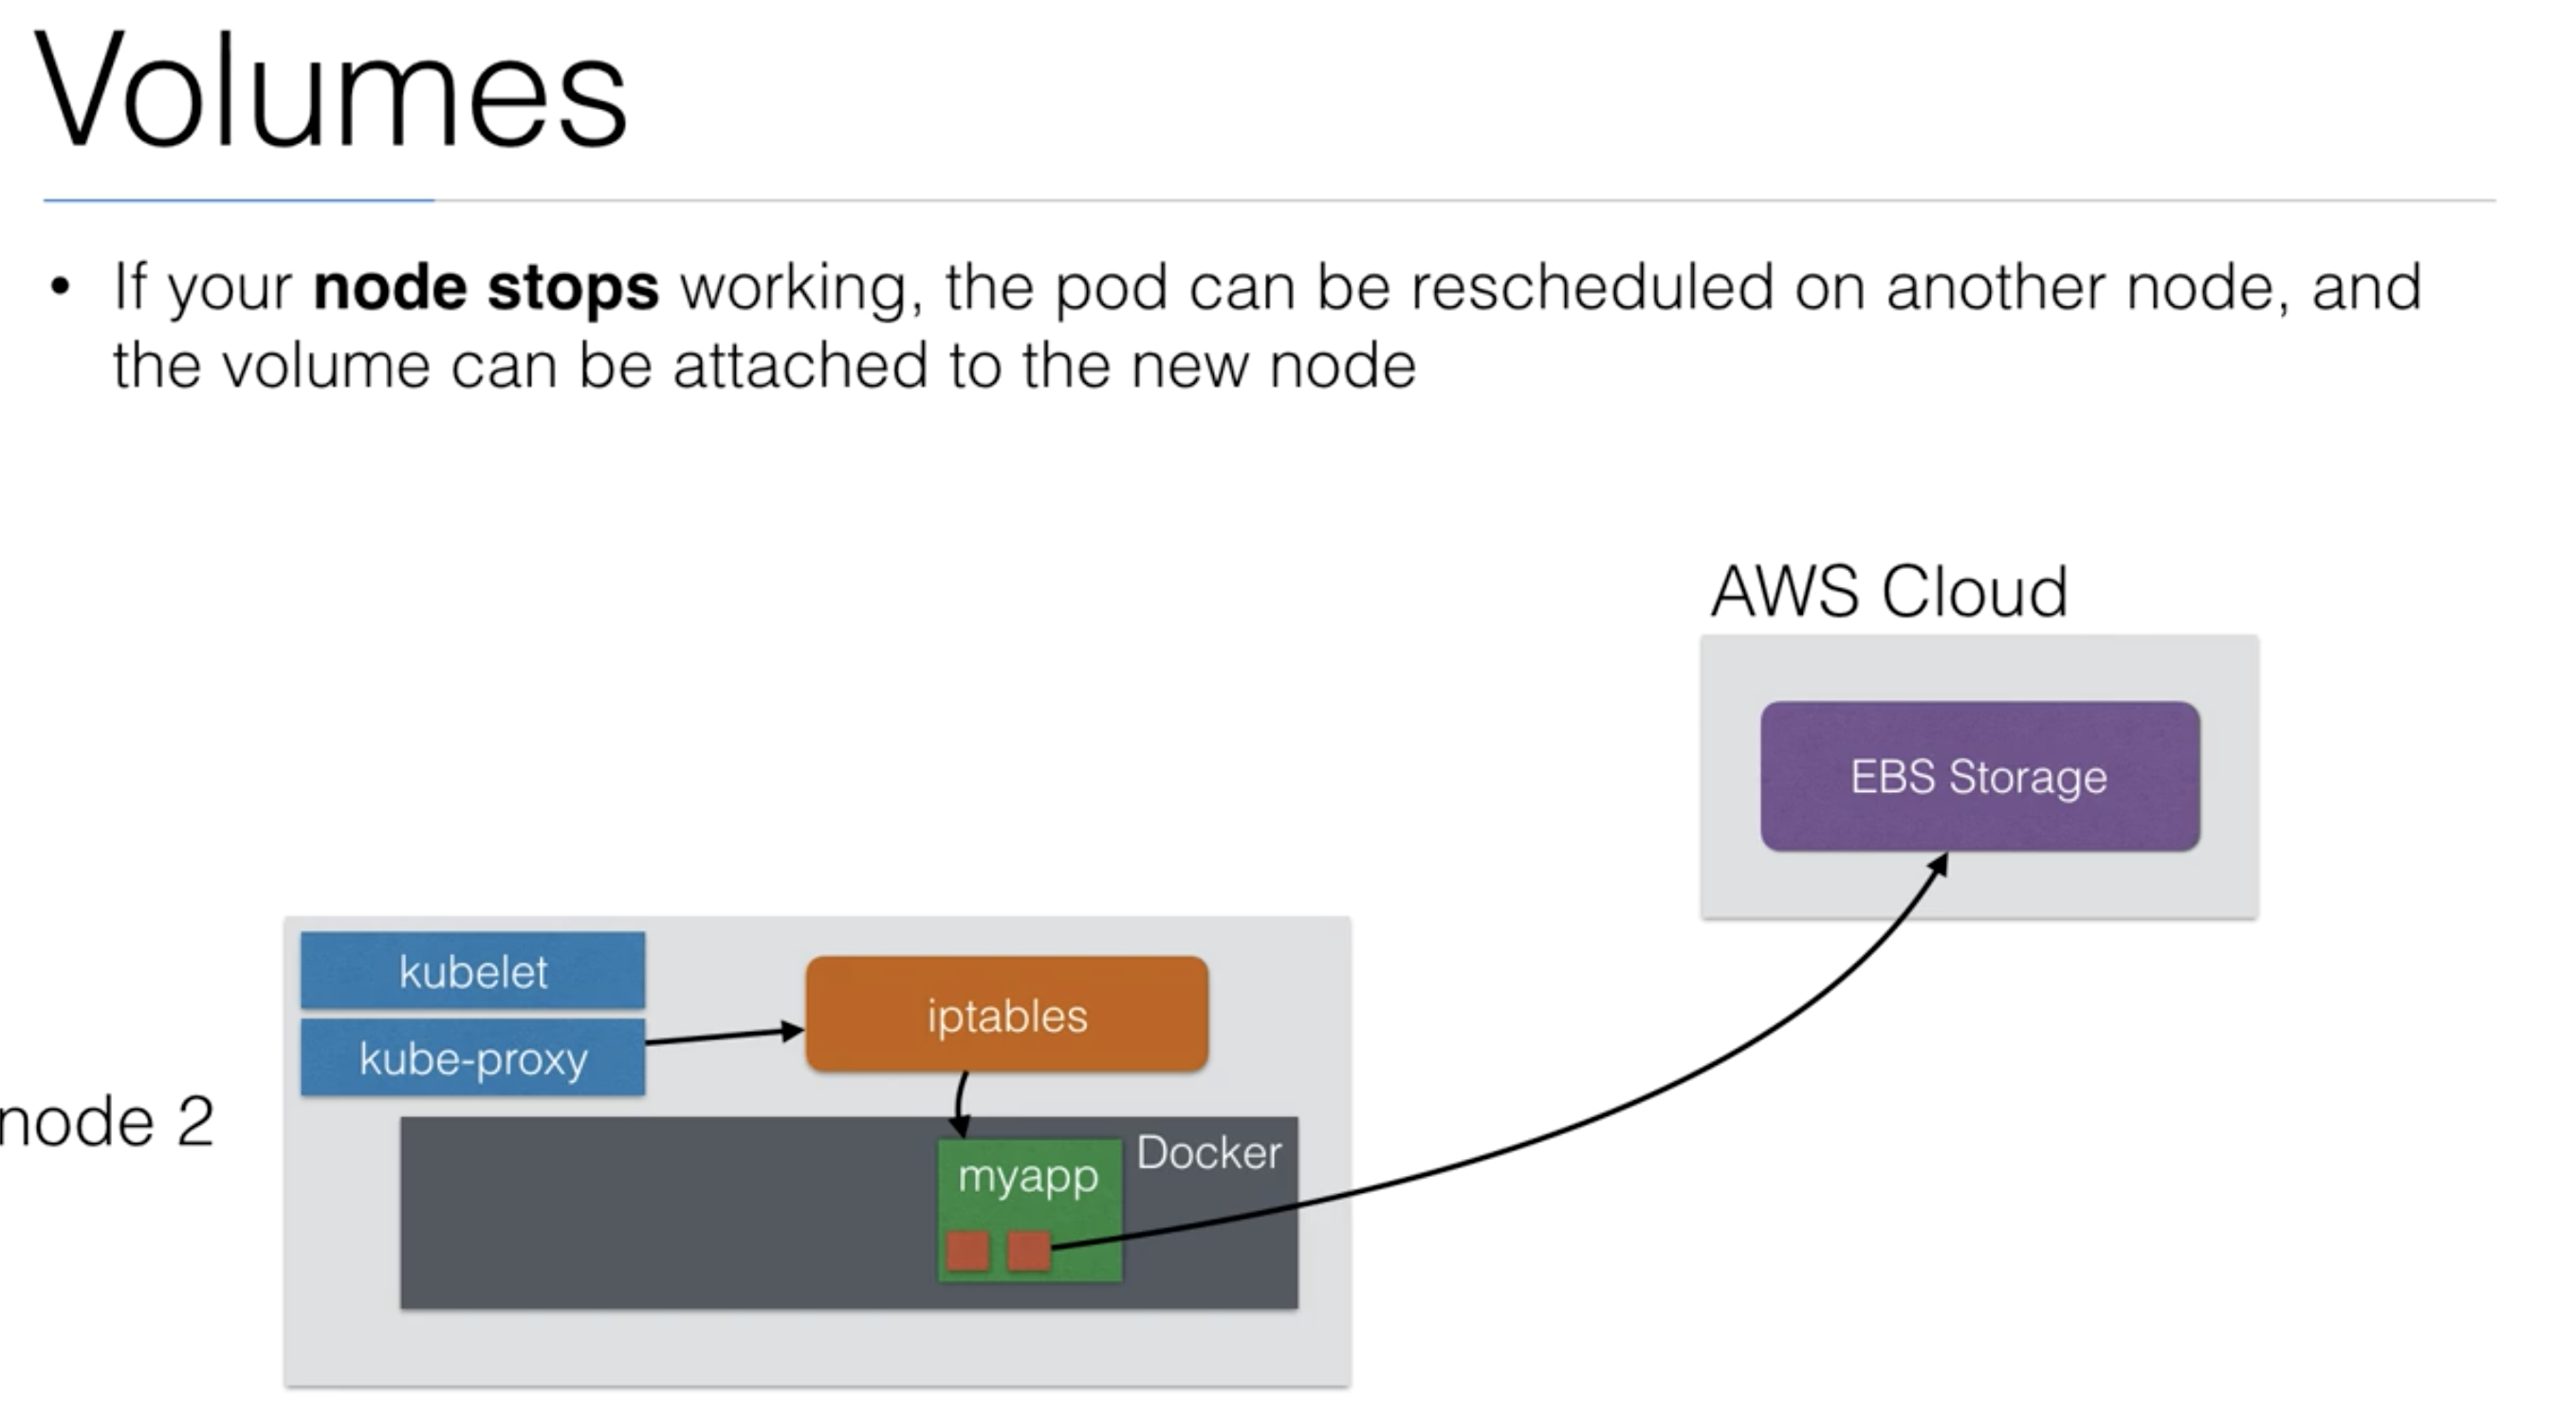 Volumes
• If your node stops working, the pod can be rescheduled on another node, and
the volume can be attached to the new node
AWS Cloud
EBS Storage
kubelet
iptables
kube-proxy
node 2
Docker
myapp